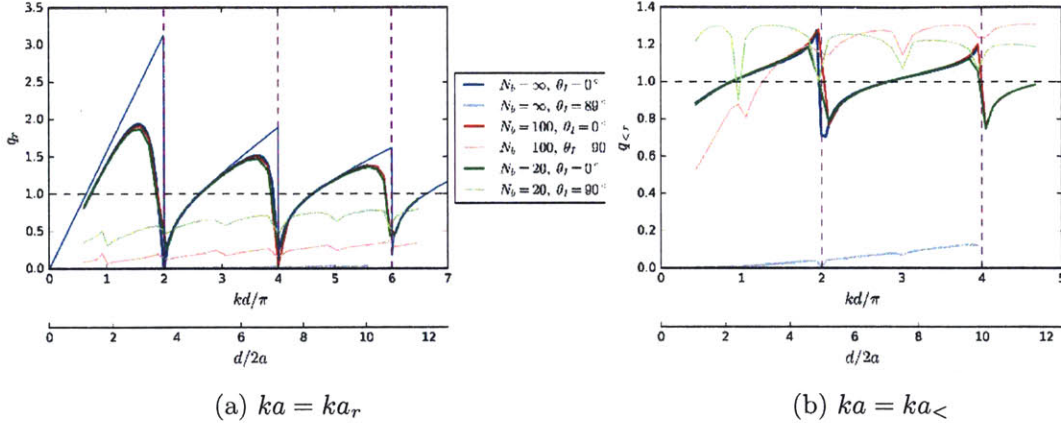 3.5
3.0
2.5
2.0
1.5
1.0
0.5
0.0
q_r
0 1 2 3 4 5 6 7
kd/π
0 2 4 6 8 10 12
d/2a
(a) ka = ka_r
N_b = ∞, θ_I = 0°
N_b = ∞, θ_I = 89°
N_b = 100, θ_I = 0°
N_b = 100, θ_I = 90
N_b = 20, θ_I = 0°
N_b = 20, θ_I = 90°
1.4
1.2
1.0
0.8
0.6
0.4
0.2
0.0
q_{<r}
0 1 2 3 4 5
kd/π
0 2 4 6 8 10 12
d/2a
(b) ka = ka_<